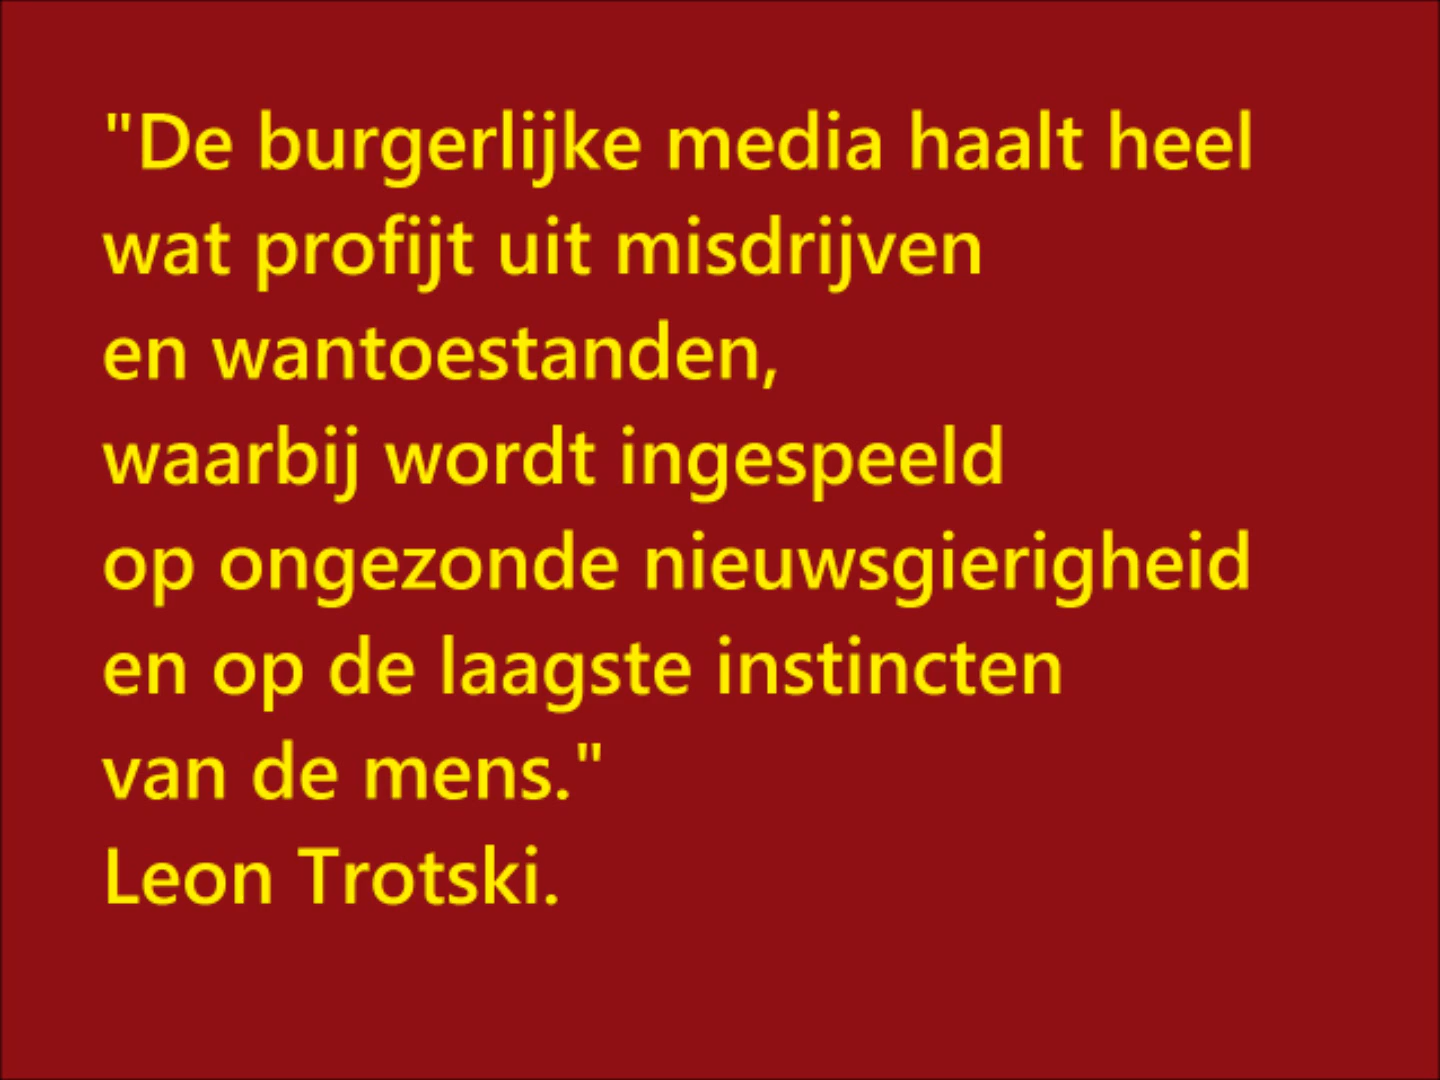 "De burgerlijke media haalt heel
wat profijt uit misdrijven
en wantoestanden,
waarbij wordt ingespeeld
op ongezonde nieuwsgierigheid
en op de laagste instincten
van de mens."
Leon Trotski.